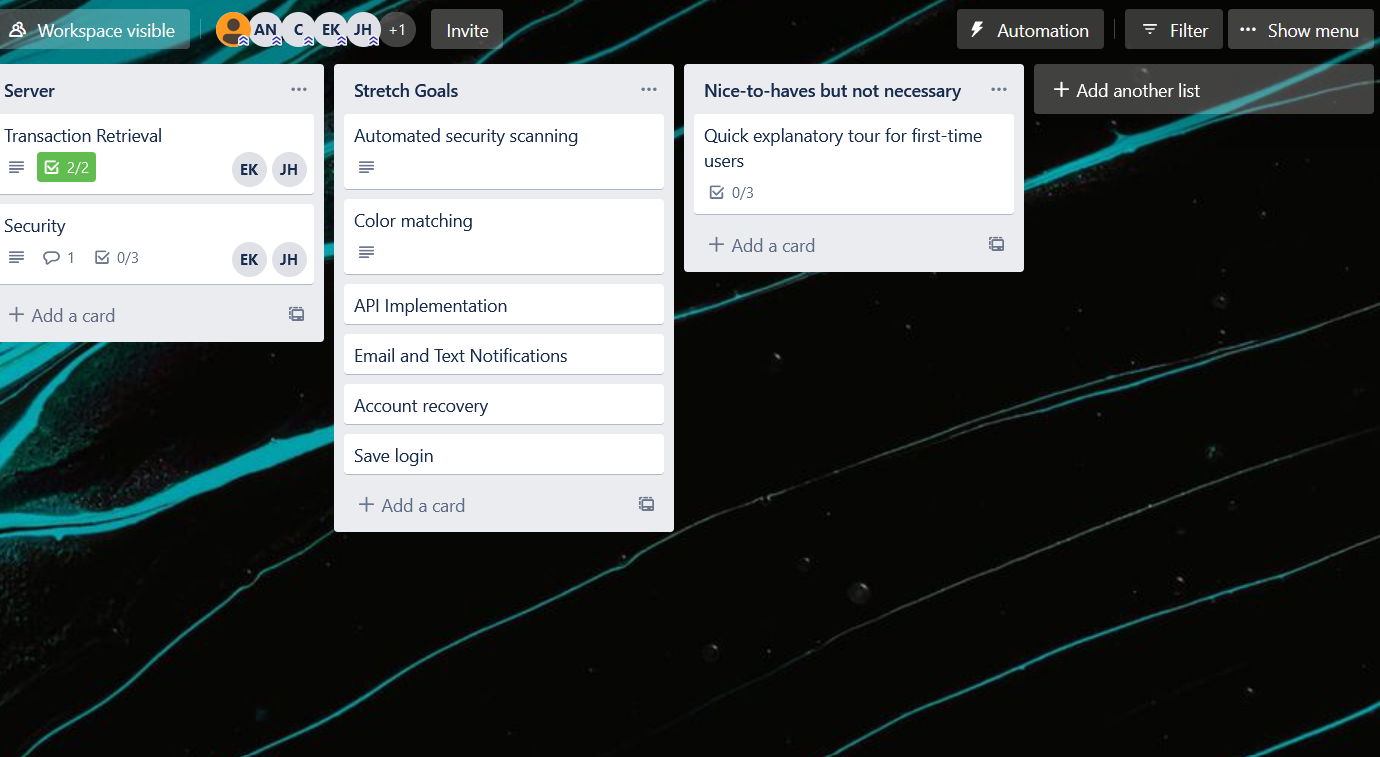 Workspace visible
AN
C
EK
JH
+1
Invite
Automation
Filter
Show menu
Server
Transaction Retrieval
2/2
EK
JH
Security
1
0/3
EK
JH
Add a card
Stretch Goals
Automated security scanning
Color matching
API Implementation
Email and Text Notifications
Account recovery
Save login
Add a card
Nice-to-haves but not necessary
Quick explanatory tour for first-time
users
0/3
Add a card
Add another list